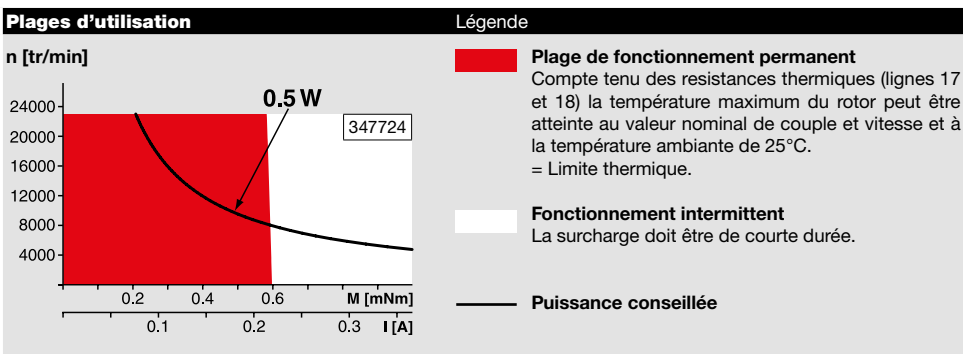 Plages d'utilisation
n [tr/min]
24000
20000
16000
12000
8000
4000
0.5 W
347724
0.2 0.4 0.6 M [mNm]
0.1 0.2 0.3 I [A]
Légende
Plage de fonctionnement permanent
Compte tenu des resistances thermiques (lignes 17
et 18) la température maximum du rotor peut être
atteinte au valeur nominal de couple et vitesse et à
la température ambiante de 25°C.
= Limite thermique.
Fonctionnement intermittent
La surcharge doit être de courte durée.
Puissance conseillée